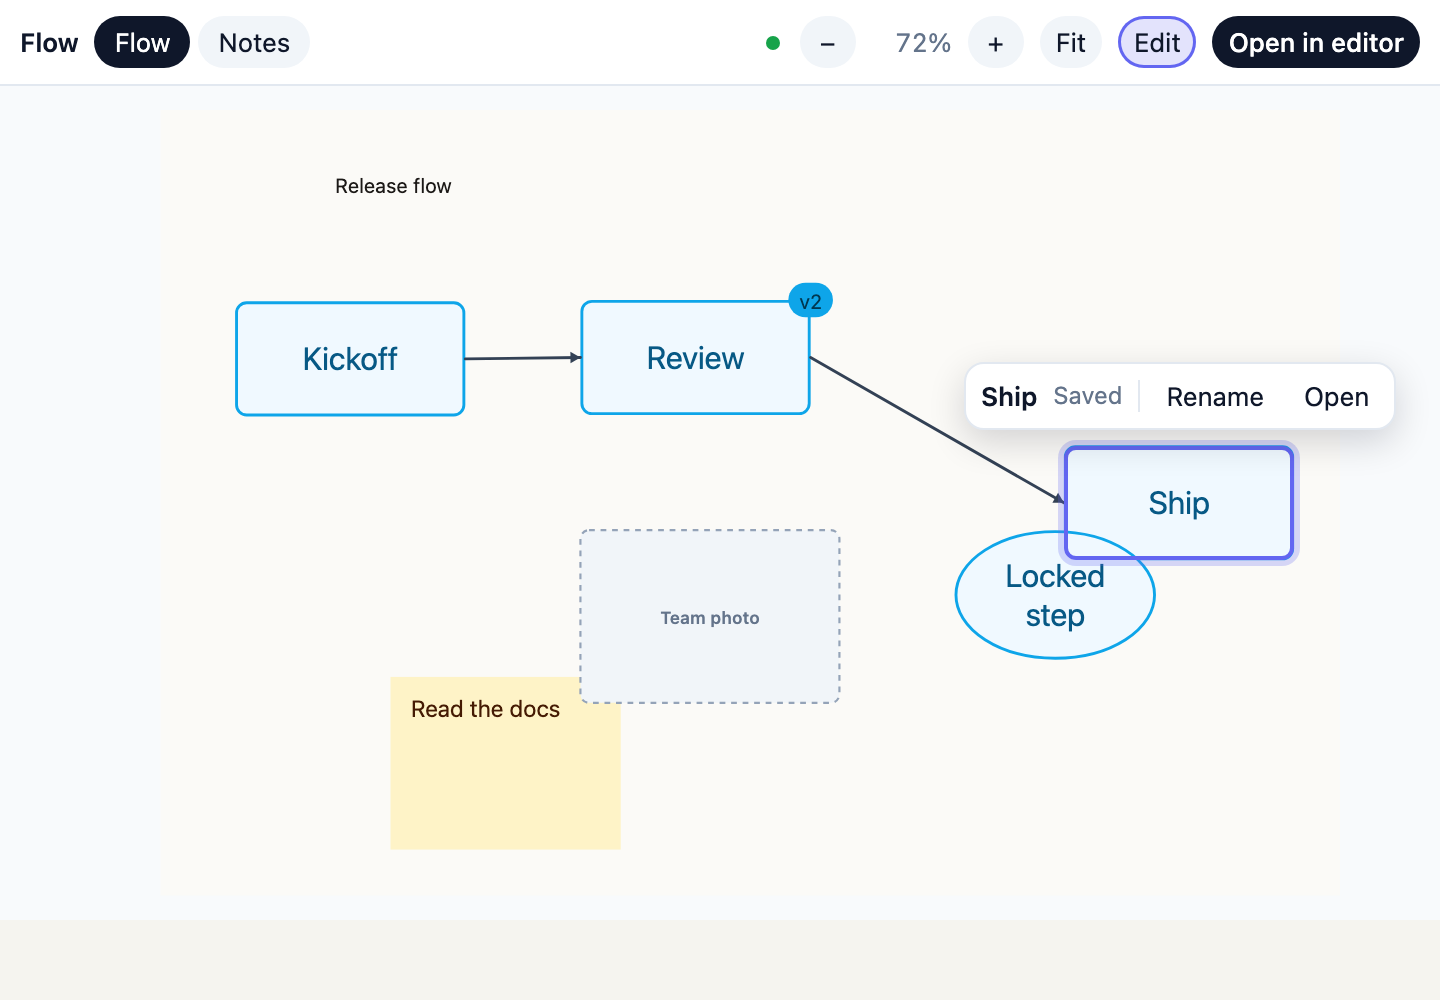 Flow Flow Notes − 72% + Fit Edit Open in editor
Release flow
v2
Kickoff
Review
Ship Saved Rename Open
Ship
Locked
step
Team photo
Read the docs